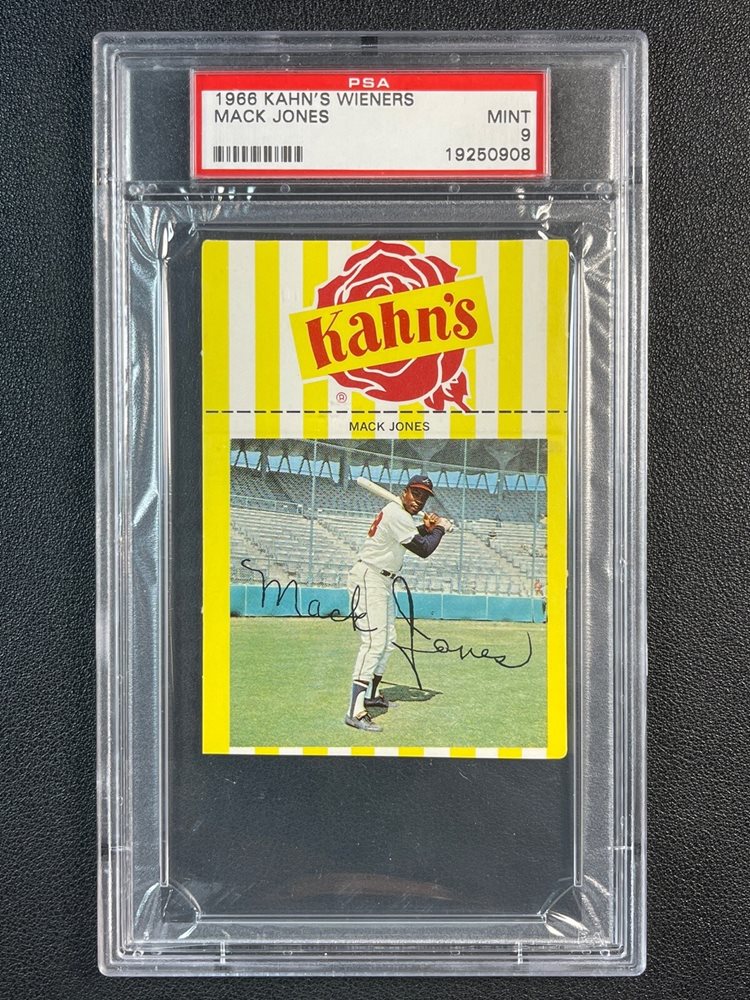 PSA
1966 KAHN'S WIENERS
MACK JONES MINT
9
19250908
Kahn's
®
MACK JONES
Mack Jones